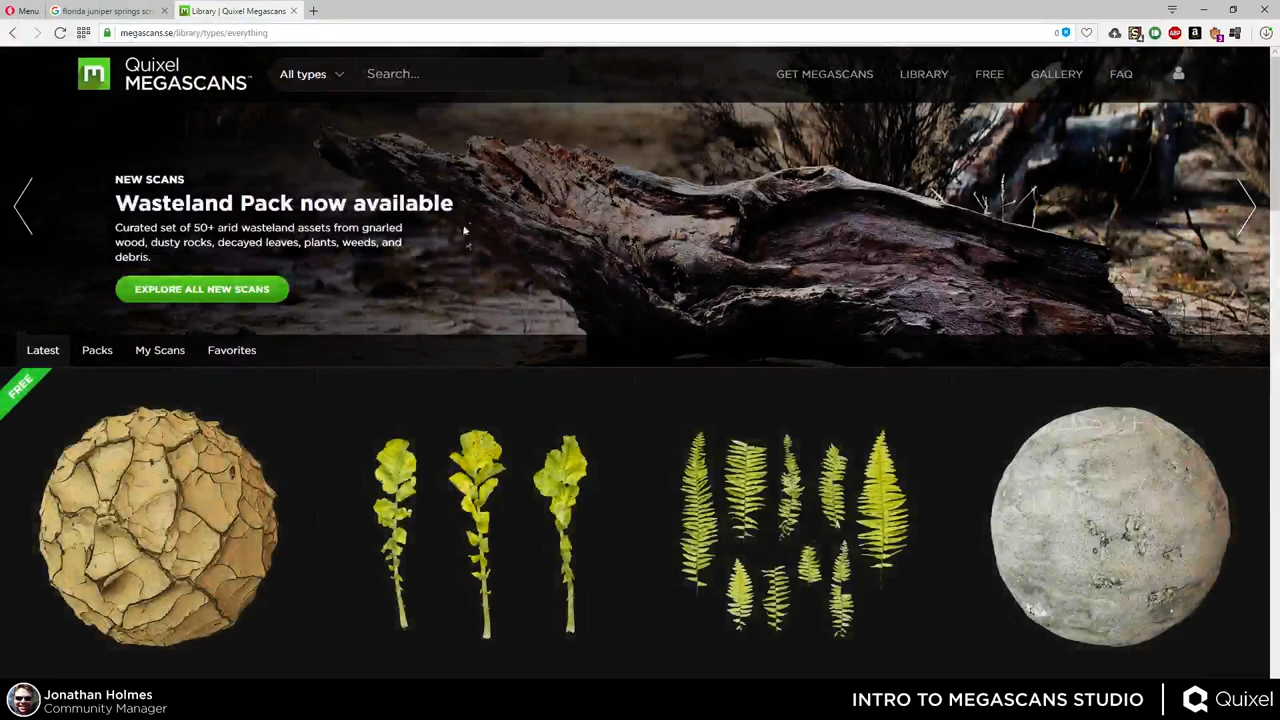 Menu
florida juniper springs scr
Library | Quixel Megascans
megascans.se/library/types/everything
0
Quixel
MEGASCANS™
All types
Search...
GET MEGASCANS
LIBRARY
FREE
GALLERY
FAQ
NEW SCANS
Wasteland Pack now available
Curated set of 50+ arid wasteland assets from gnarled
wood, dusty rocks, decayed leaves, plants, weeds, and
debris.
EXPLORE ALL NEW SCANS
Latest
Packs
My Scans
Favorites
FREE
Jonathan Holmes
Community Manager
INTRO TO MEGASCANS STUDIO
Quixel